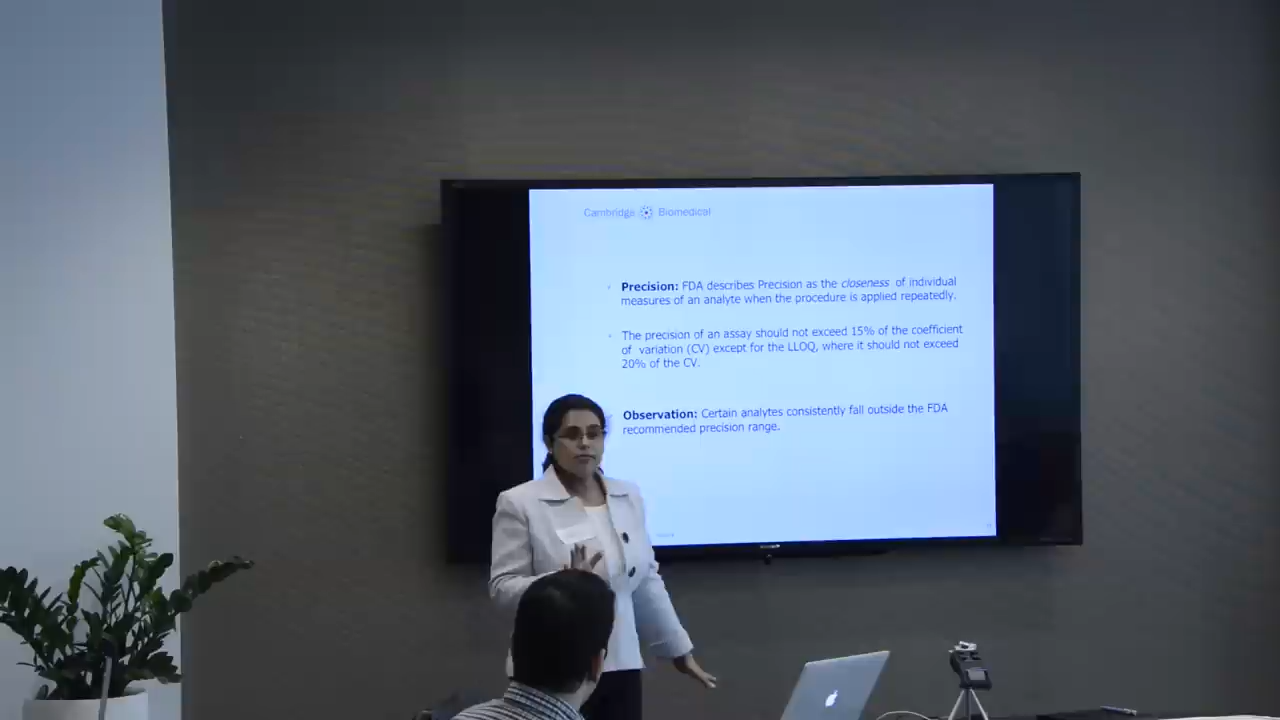 Cambridge Biomedical
Precision: FDA describes Precision as the closeness of individual
measures of an analyte when the procedure is applied repeatedly.
The precision of an assay should not exceed 15% of the coefficient
of variation (CV) except for the LLOQ, where it should not exceed
20% of the CV.
Observation: Certain analytes consistently fall outside the FDA
recommended precision range.